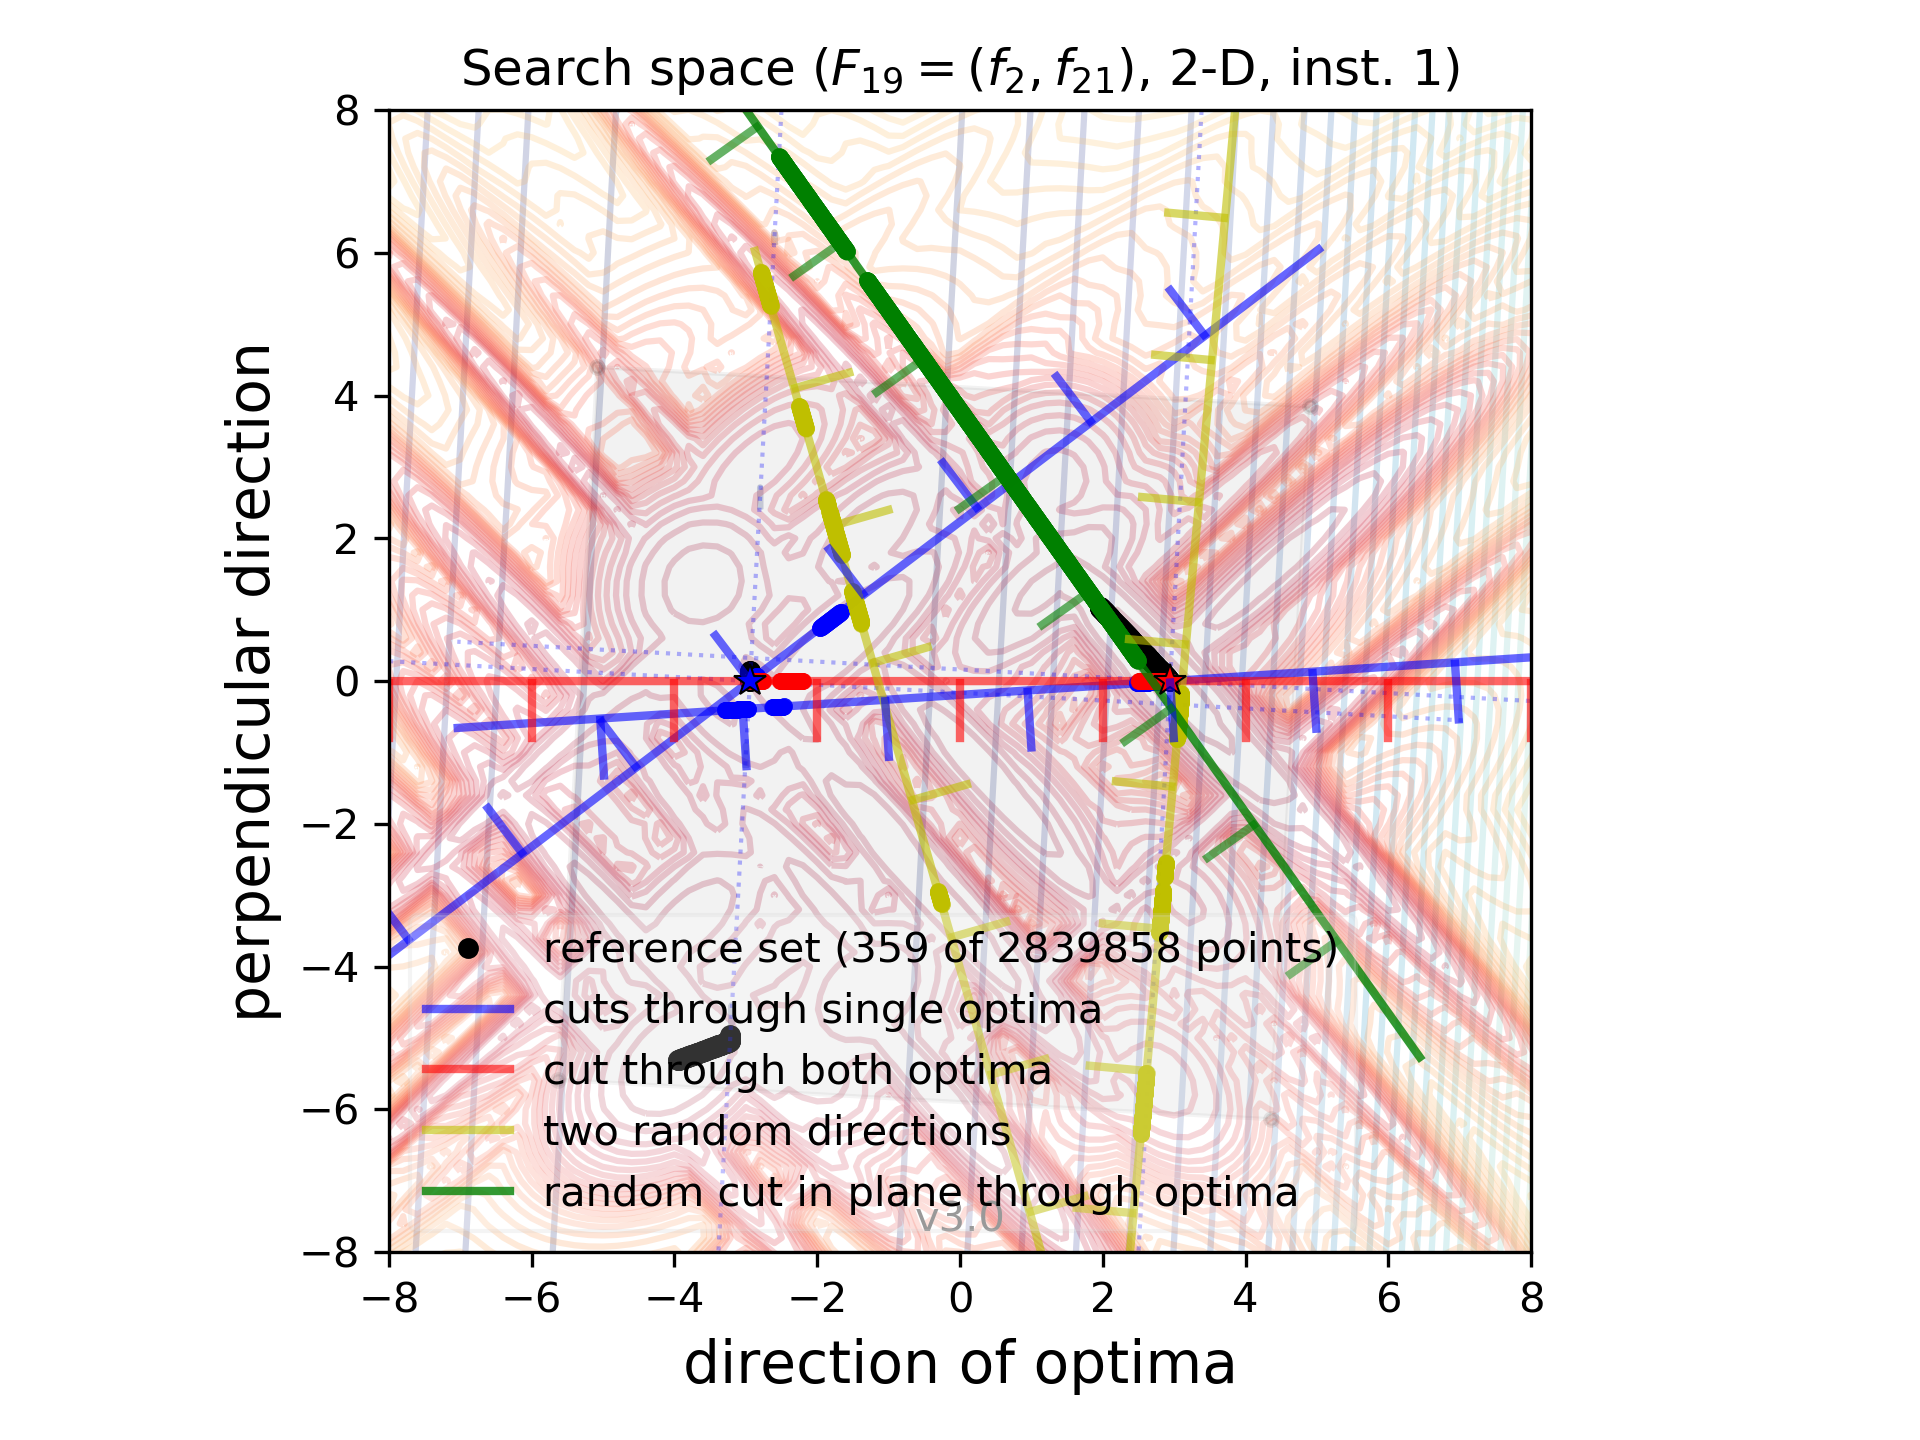 Search space (F19 = (f2, f21), 2-D, inst. 1)
8
6
4
2
0
−2
−4
−6
−8
perpendicular direction
reference set (359 of 2839858 points)
cuts through single optima
cut through both optima
two random directions
random cut in plane through optima
v3.0
−8 −6 −4 −2 0 2 4 6 8
direction of optima